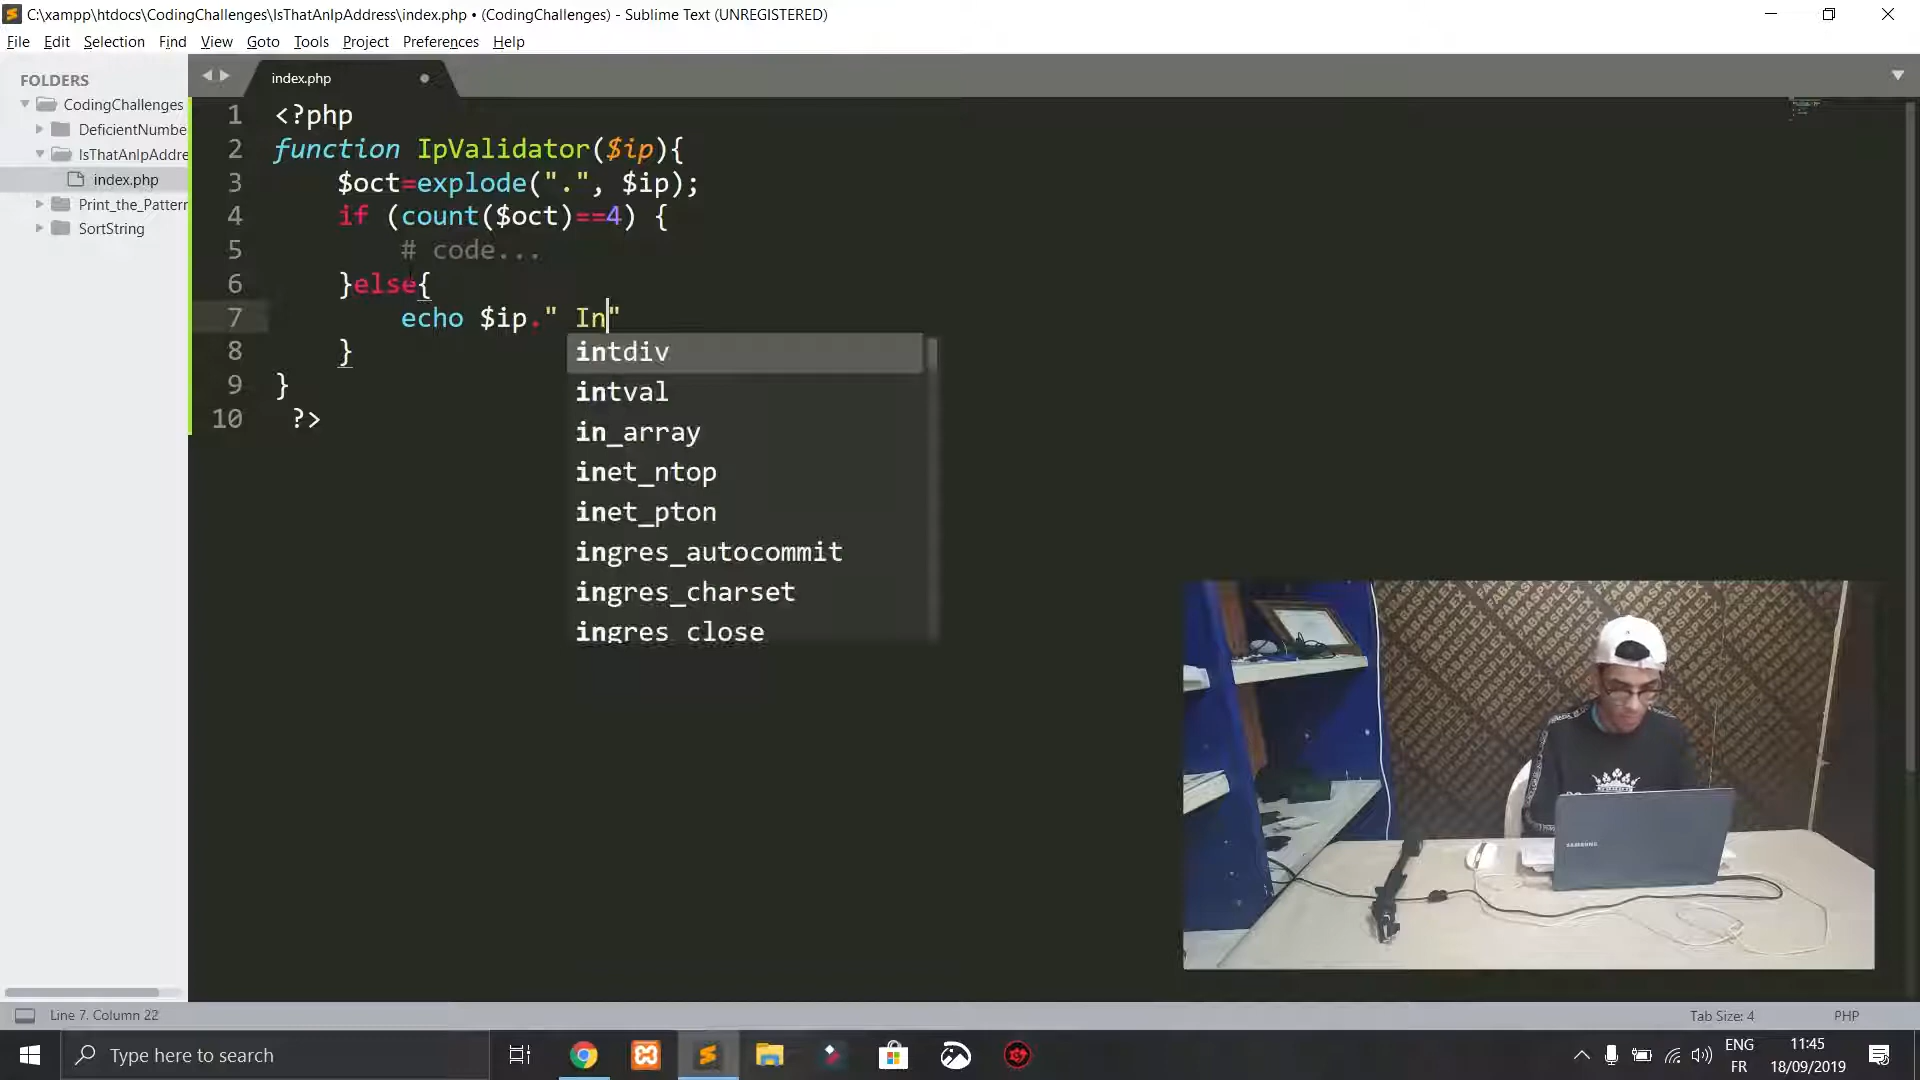 C:\xampp\htdocs\CodingChallenges\IsThatAnIpAddress\index.php • (CodingChallenges) - Sublime Text (UNREGISTERED)
File Edit Selection Find View Goto Tools Project Preferences Help
FOLDERS
CodingChallenges
DeficientNumbe
IsThatAnIpAddre
index.php
Print_the_Pattern
SortString
index.php
1 <?php
2 function IpValidator($ip){
3 $oct=explode(".", $ip);
4 if (count($oct)==4) {
5 # code...
6 }else{
7 echo $ip." In"
8 }
9 }
10 ?>
intdiv
intval
in_array
inet_ntop
inet_pton
ingres_autocommit
ingres_charset
ingres_close
FABASPLEX
SAMSUNG
Line 7, Column 22
Tab Size: 4
PHP
Type here to search
ENG
FR
11:45
18/09/2019